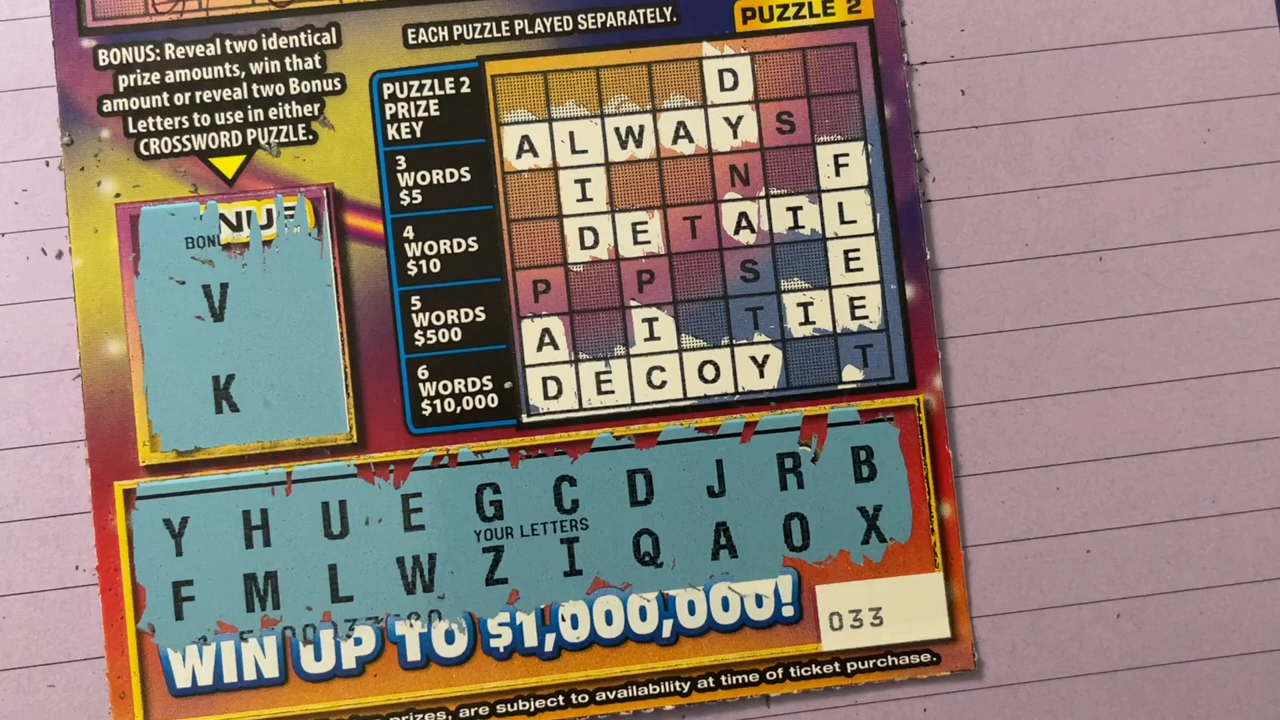 PUZZLE 2
EACH PUZZLE PLAYED SEPARATELY.
BONUS: Reveal two identical
prize amounts, win that
amount or reveal two Bonus
Letters to use in either
CROSSWORD PUZZLE.
PUZZLE 2
PRIZE
KEY
3
WORDS
$5
4
WORDS
$10
5
WORDS
$500
6
WORDS
$10,000
D
A L W A Y S
I N F
D E T A I L L
P P S E
A I T I E E
D E C O Y T
V
K
Y H U E G C D J R B
YOUR LETTERS
F M L W Z I Q A O X
WIN UP TO $1,000,000!
033
prizes, are subject to availability at time of ticket purchase.